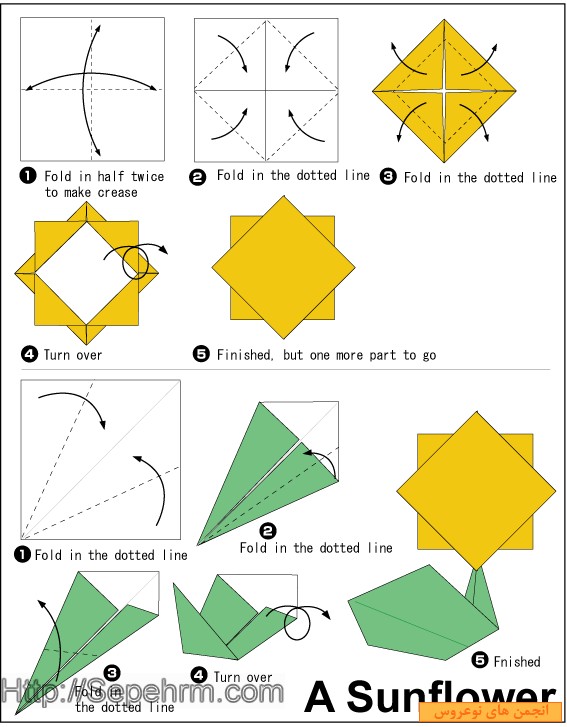 1 Fold in half twice
to make crease
2 Fold in the dotted line
3 Fold in the dotted line
4 Turn over
5 Finished, but one more part to go
1 Fold in the dotted line
2
Fold in the dotted line
3
Fold in
the dotted line
4 Turn over
5 Fnished
Http://Sepehrm.com
A Sunflower
انجمن های نوعروس